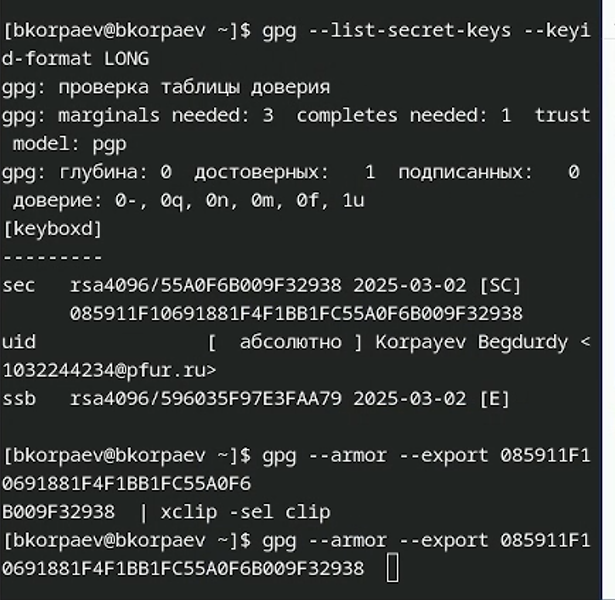 [bkorpaev@bkorpaev ~]$ gpg --list-secret-keys --keyi
d-format LONG
gpg: проверка таблицы доверия
gpg: marginals needed: 3  completes needed: 1  trust
 model: pgp
gpg: глубина: 0  достоверных:   1  подписанных:   0
 доверие: 0-, 0q, 0n, 0m, 0f, 1u
[keyboxd]
---------
sec   rsa4096/55A0F6B009F32938 2025-03-02 [SC]
      085911F10691881F4F1BB1FC55A0F6B009F32938
uid               [  абсолютно ] Korpayev Begdurdy <
1032244234@pfur.ru>
ssb   rsa4096/596035F97E3FAA79 2025-03-02 [E]
[bkorpaev@bkorpaev ~]$ gpg --armor --export 085911F1
0691881F4F1BB1FC55A0F6
B009F32938  | xclip -sel clip
[bkorpaev@bkorpaev ~]$ gpg --armor --export 085911F1
0691881F4F1BB1FC55A0F6B009F32938